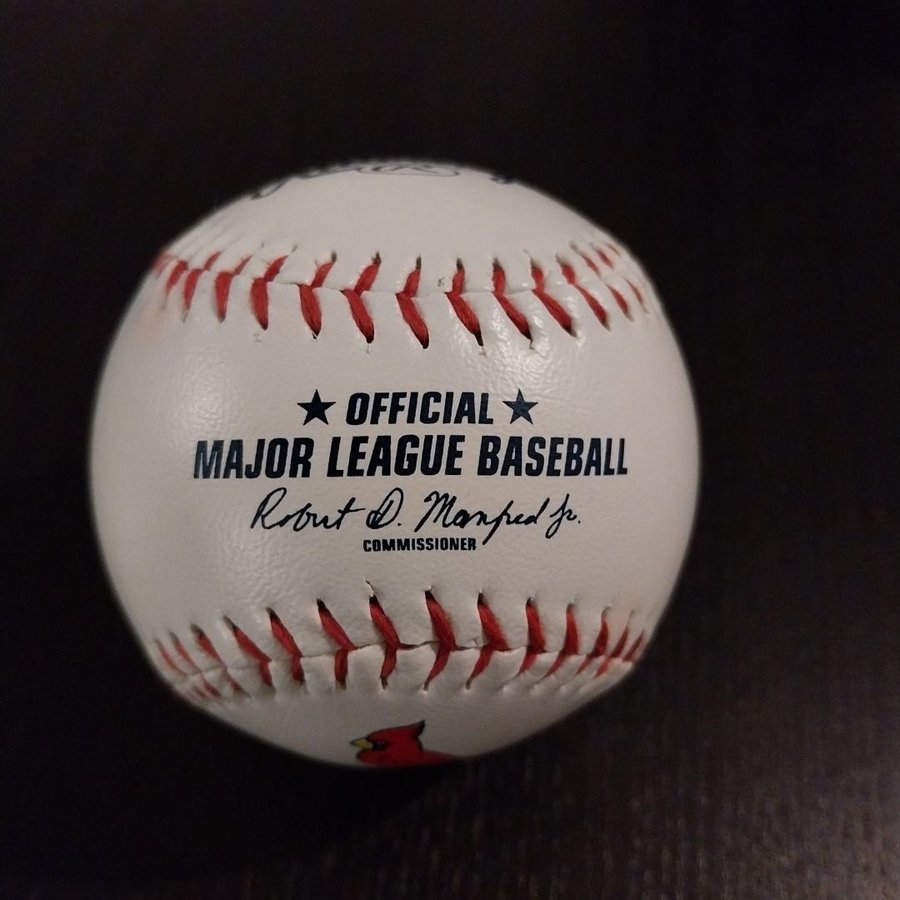 ★ OFFICIAL ★
MAJOR LEAGUE BASEBALL
Robert D. Manfred Jr.
COMMISSIONER